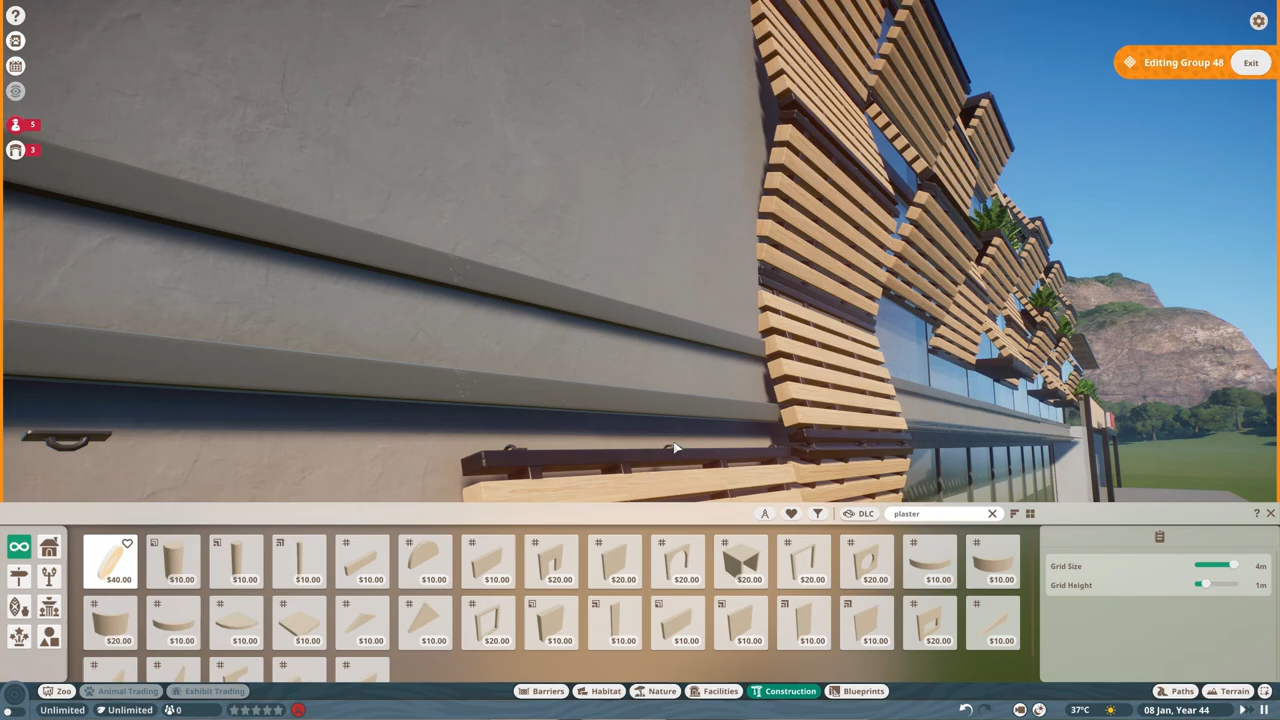 ?
Editing Group 48 Exit
5
3
DLC plaster ?
$40.00 $10.00 $10.00 $10.00 $10.00 $10.00 $10.00 $20.00 $20.00 $20.00 $20.00 $20.00 $20.00 $10.00 $10.00
Grid Size 4m
Grid Height 1m
$20.00 $10.00 $10.00 $10.00 $10.00 $10.00 $20.00 $10.00 $10.00 $10.00 $10.00 $10.00 $10.00 $20.00 $10.00
Zoo Animal Trading Exhibit Trading Barriers Habitat Nature Facilities Construction Blueprints Paths Terrain
Unlimited Unlimited 0 37°C 08 Jan, Year 44